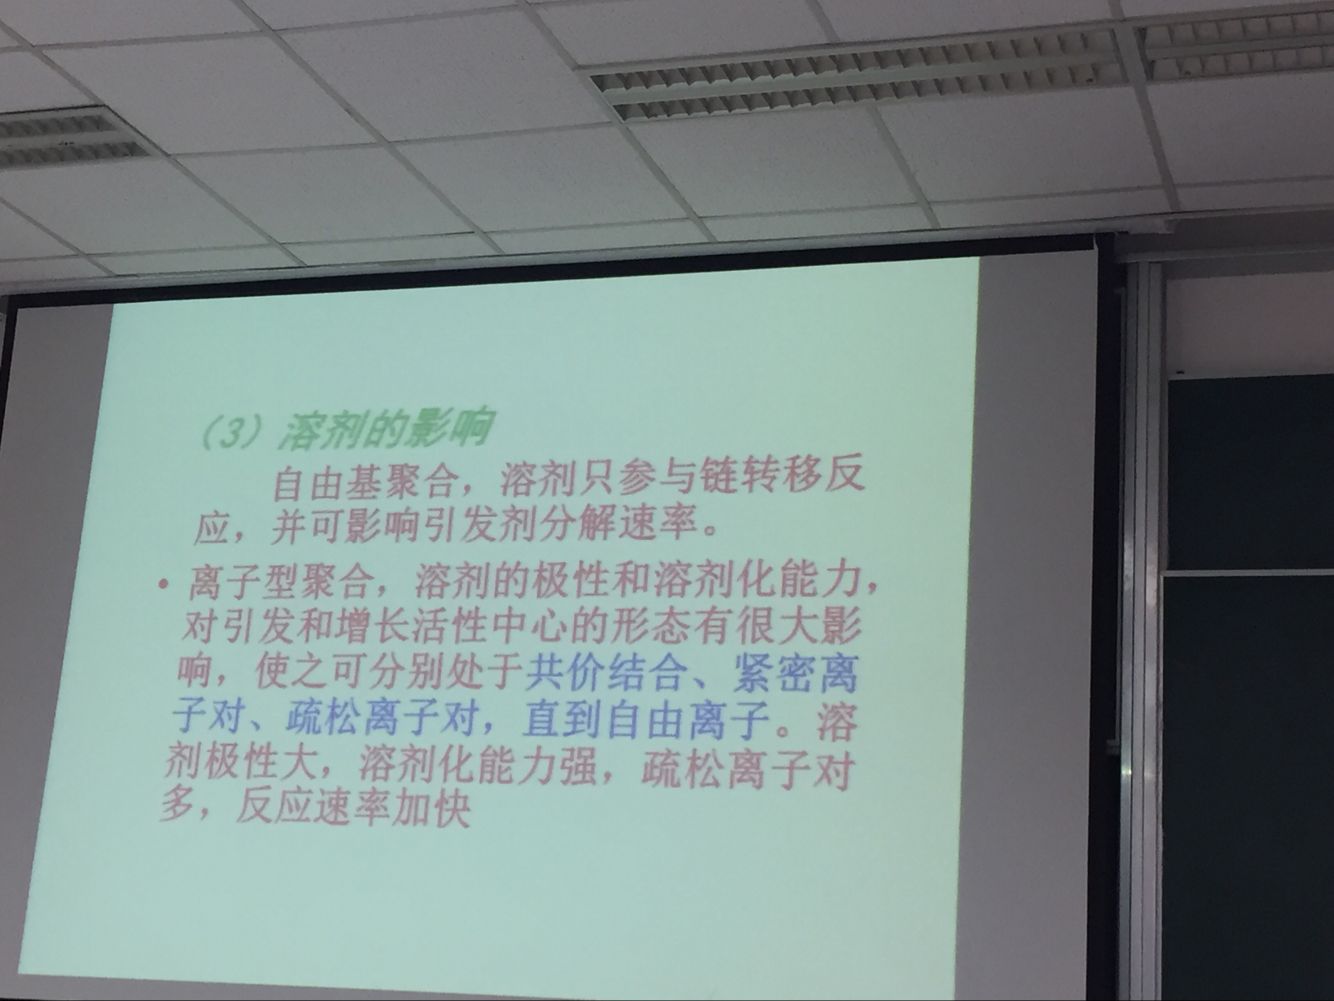 （3）溶剂的影响
自由基聚合，溶剂只参与链转移反
应，并可影响引发剂分解速率。
• 离子型聚合，溶剂的极性和溶剂化能力，
对引发和增长活性中心的形态有很大影
响，使之可分别处于共价结合、紧密离
子对、疏松离子对，直到自由离子。溶
剂极性大，溶剂化能力强，疏松离子对
多，反应速率加快